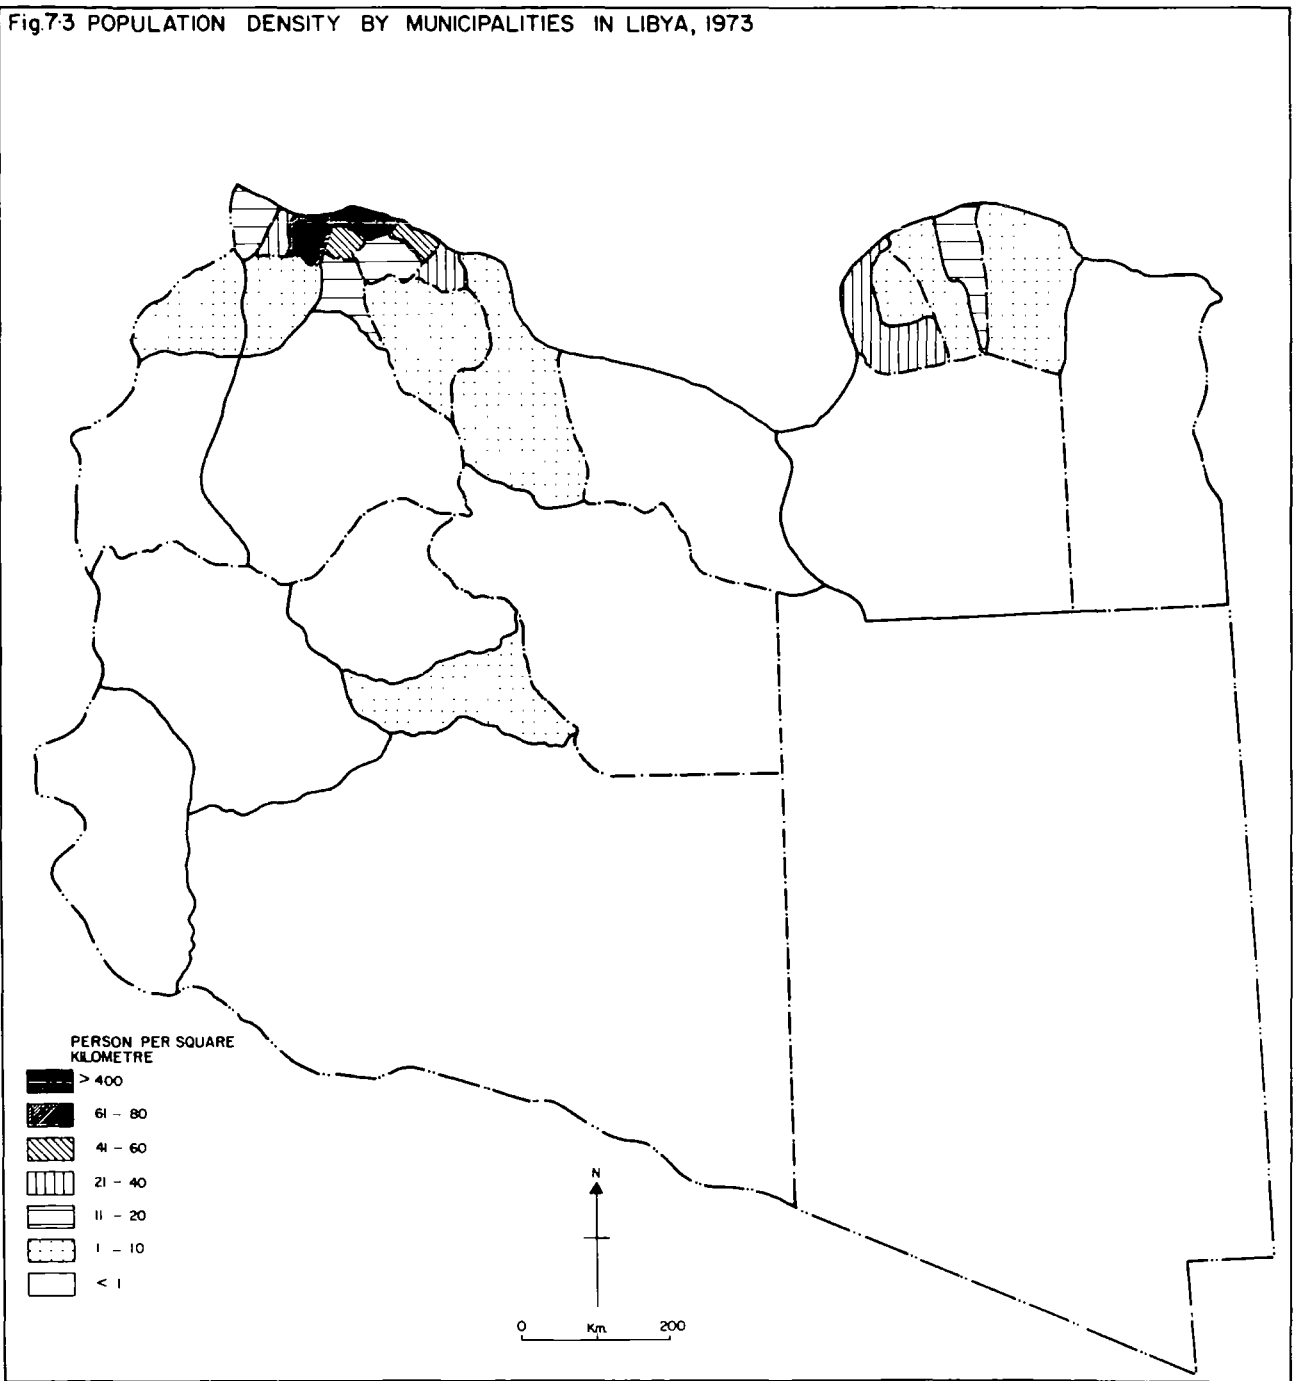 Fig.7·3 POPULATION DENSITY BY MUNICIPALITIES IN LIBYA, 1973
PERSON PER SQUARE
KILOMETRE
> 400
61 – 80
41 – 60
21 – 40
11 – 20
1 – 10
< 1
N
0 Km. 200